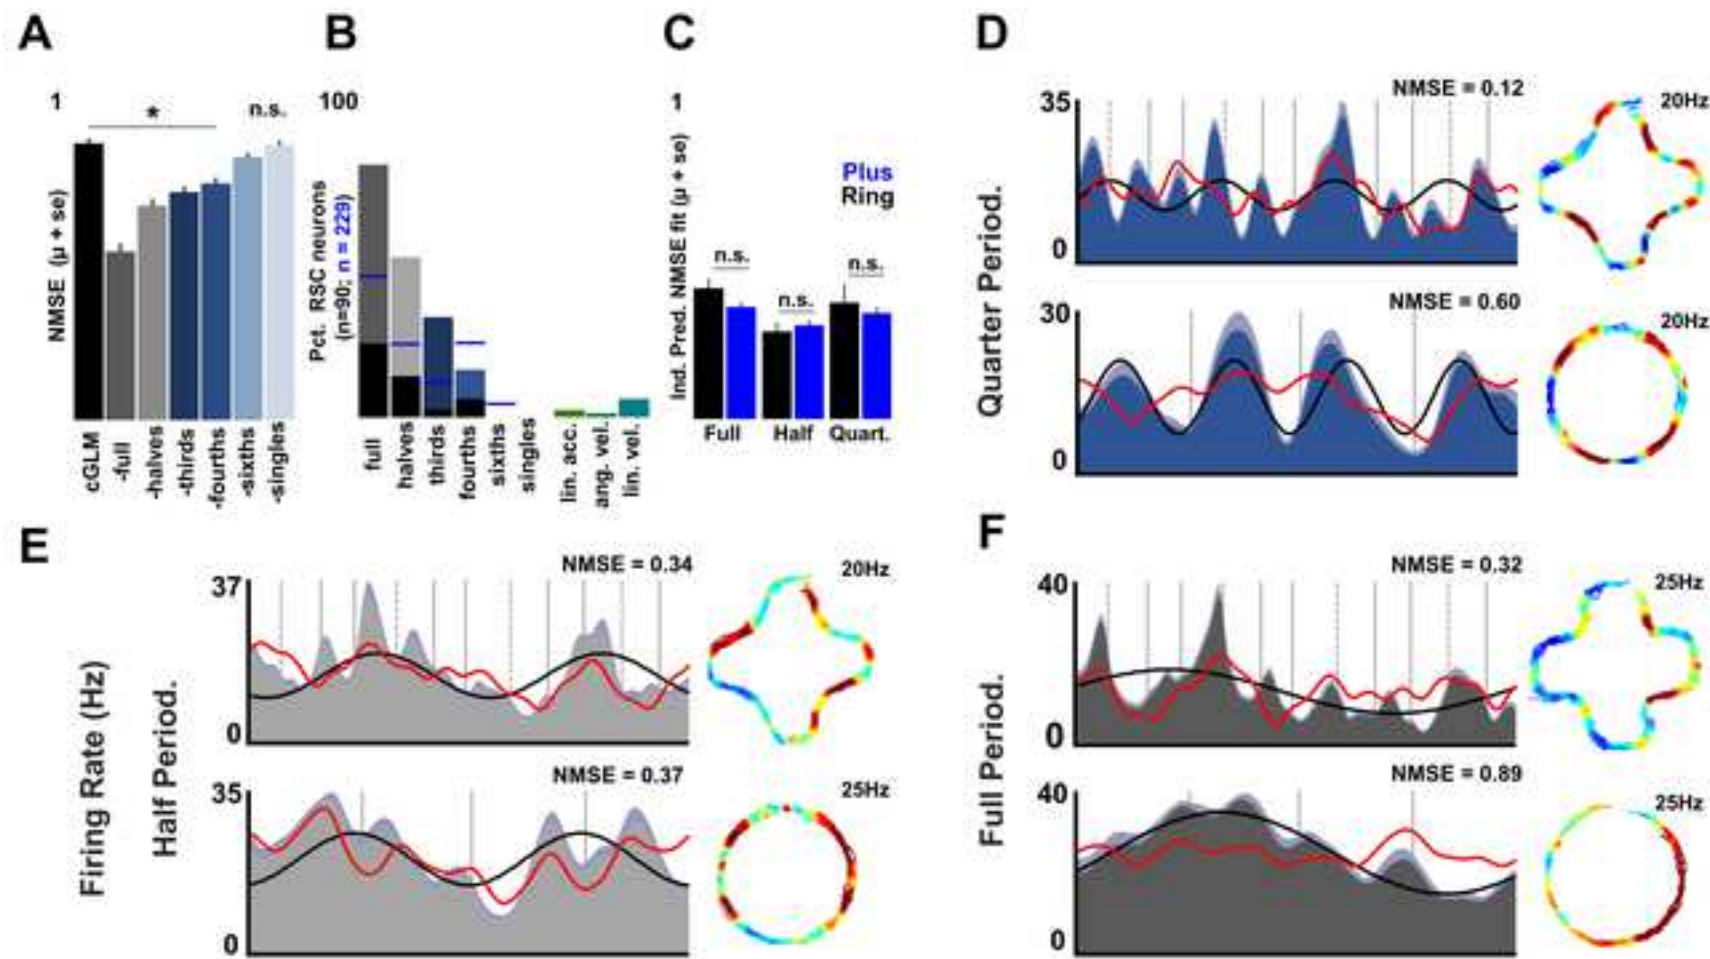 A
B
C
D
1
*
n.s.
NMSE (μ + se)
cGLM
-full
-halves
-thirds
-fourths
-sixths
-singles
100
Pct. RSC neurons
(n=90; n = 229)
full
halves
thirds
fourths
sixths
singles
lin. acc.
ang. vel.
lin. vel.
1
Ind. Pred. NMSE fit (μ + se)
Plus
Ring
n.s.
n.s.
n.s.
Full
Half
Quart.
Quarter Period.
NMSE = 0.12
35
0
20Hz
NMSE = 0.60
30
0
20Hz
E
F
Firing Rate (Hz)
Half Period.
NMSE = 0.34
37
0
20Hz
NMSE = 0.37
35
0
25Hz
Full Period.
NMSE = 0.32
40
0
25Hz
NMSE = 0.89
40
0
25Hz